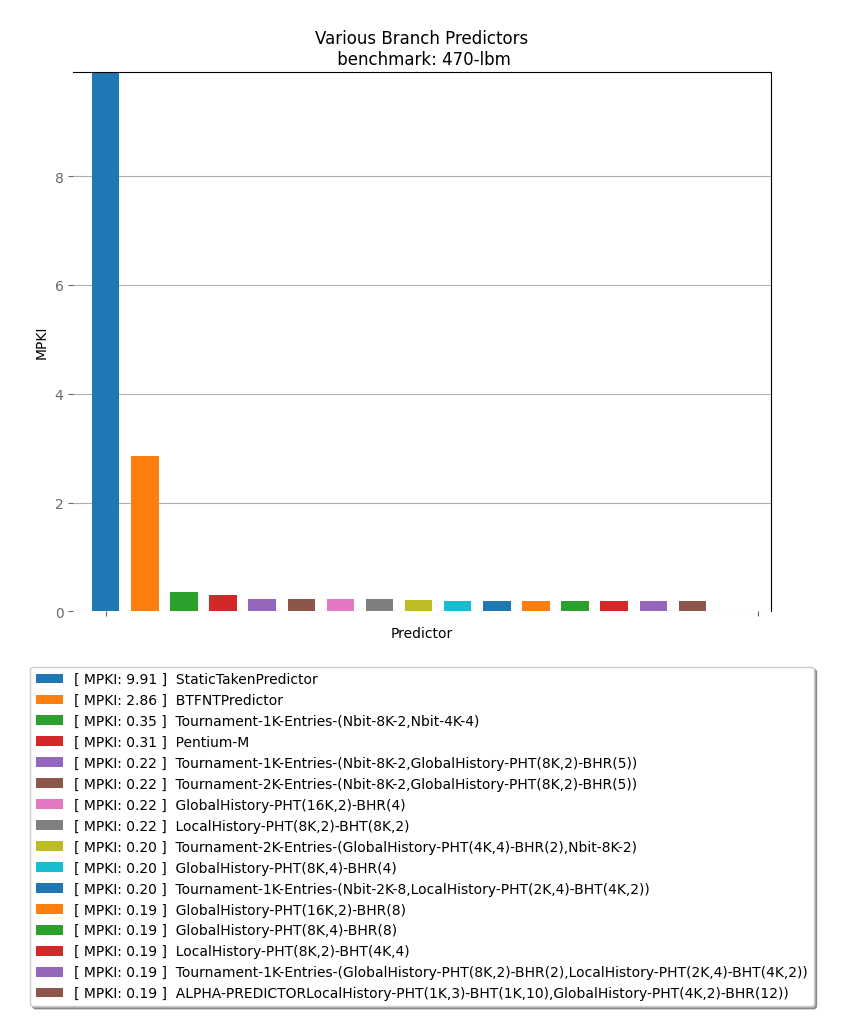 Various Branch Predictors
benchmark: 470-lbm
8
6
4
2
0
MPKI
Predictor
[ MPKI: 9.91 ] StaticTakenPredictor
[ MPKI: 2.86 ] BTFNTPredictor
[ MPKI: 0.35 ] Tournament-1K-Entries-(Nbit-8K-2,Nbit-4K-4)
[ MPKI: 0.31 ] Pentium-M
[ MPKI: 0.22 ] Tournament-1K-Entries-(Nbit-8K-2,GlobalHistory-PHT(8K,2)-BHR(5))
[ MPKI: 0.22 ] Tournament-2K-Entries-(Nbit-8K-2,GlobalHistory-PHT(8K,2)-BHR(5))
[ MPKI: 0.22 ] GlobalHistory-PHT(16K,2)-BHR(4)
[ MPKI: 0.22 ] LocalHistory-PHT(8K,2)-BHT(8K,2)
[ MPKI: 0.20 ] Tournament-2K-Entries-(GlobalHistory-PHT(4K,4)-BHR(2),Nbit-8K-2)
[ MPKI: 0.20 ] GlobalHistory-PHT(8K,4)-BHR(4)
[ MPKI: 0.20 ] Tournament-1K-Entries-(Nbit-2K-8,LocalHistory-PHT(2K,4)-BHT(4K,2))
[ MPKI: 0.19 ] GlobalHistory-PHT(16K,2)-BHR(8)
[ MPKI: 0.19 ] GlobalHistory-PHT(8K,4)-BHR(8)
[ MPKI: 0.19 ] LocalHistory-PHT(8K,2)-BHT(4K,4)
[ MPKI: 0.19 ] Tournament-1K-Entries-(GlobalHistory-PHT(8K,2)-BHR(2),LocalHistory-PHT(2K,4)-BHT(4K,2))
[ MPKI: 0.19 ] ALPHA-PREDICTORLocalHistory-PHT(1K,3)-BHT(1K,10),GlobalHistory-PHT(4K,2)-BHR(12))